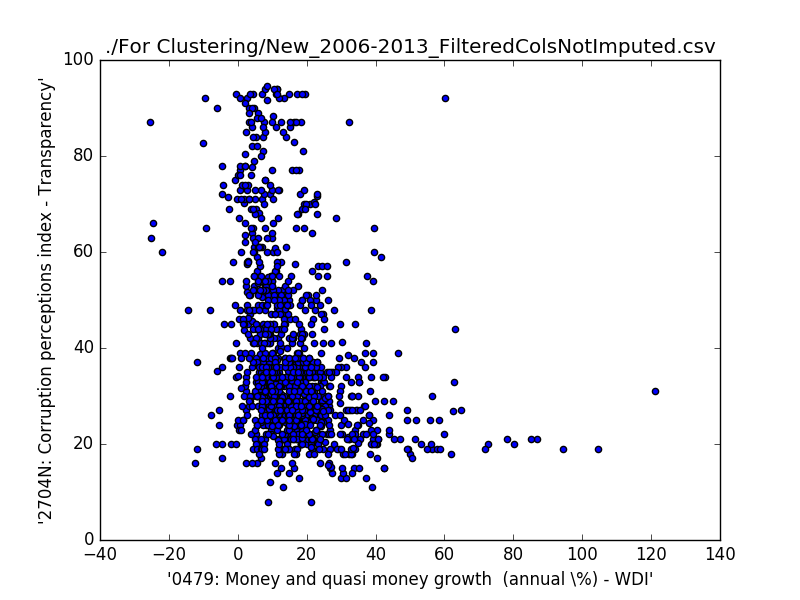 ./For Clustering/New_2006-2013_FilteredColsNotImputed.csv
'2704N: Corruption perceptions index - Transparency'
100
80
60
40
20
0
−40 −20 0 20 40 60 80 100 120 140
'0479: Money and quasi money growth  (annual \%) - WDI'